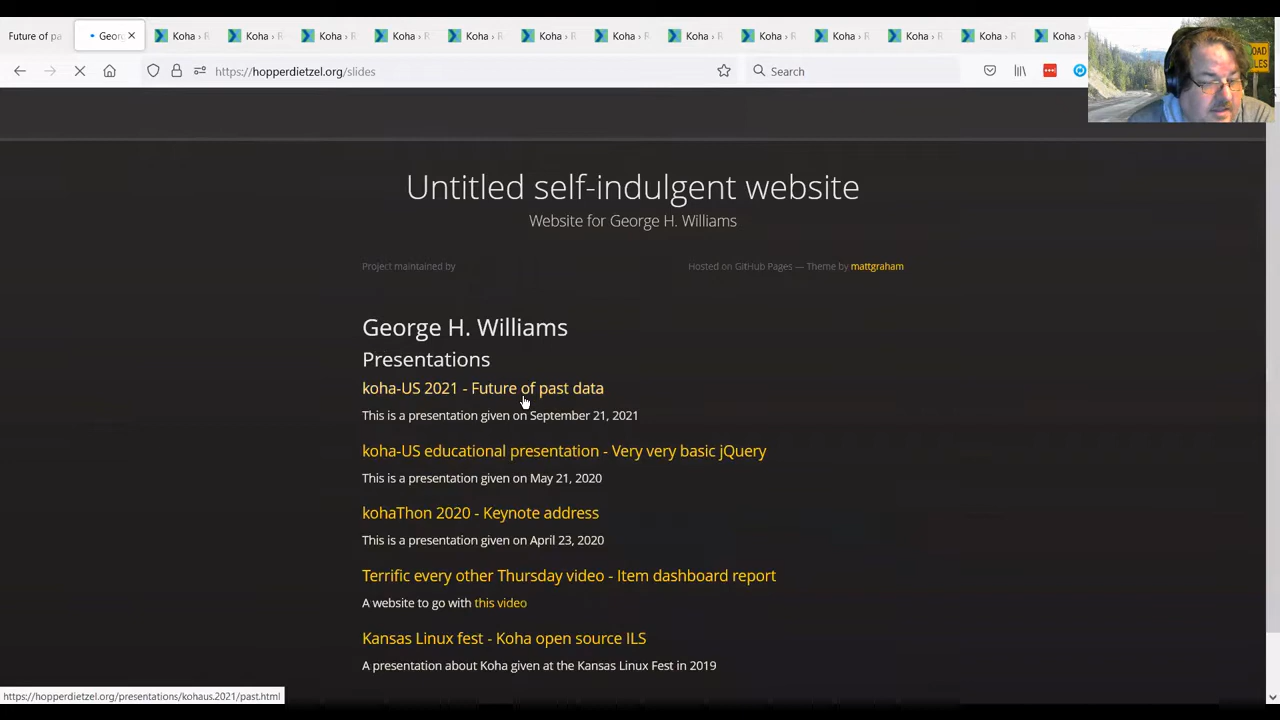 Future of pa
Geor
Koha › R
Koha › R
Koha › R
Koha › R
Koha › R
Koha › R
Koha › R
Koha › R
Koha › R
Koha › R
Koha › R
Koha › R
Koha › R
https://hopperdietzel.org/slides
Search
Untitled self-indulgent website
Website for George H. Williams
Project maintained by
Hosted on GitHub Pages — Theme by mattgraham
George H. Williams
Presentations
koha-US 2021 - Future of past data
This is a presentation given on September 21, 2021
koha-US educational presentation - Very very basic jQuery
This is a presentation given on May 21, 2020
kohaThon 2020 - Keynote address
This is a presentation given on April 23, 2020
Terrific every other Thursday video - Item dashboard report
A website to go with this video
Kansas Linux fest - Koha open source ILS
A presentation about Koha given at the Kansas Linux Fest in 2019
https://hopperdietzel.org/presentations/kohaus.2021/past.html